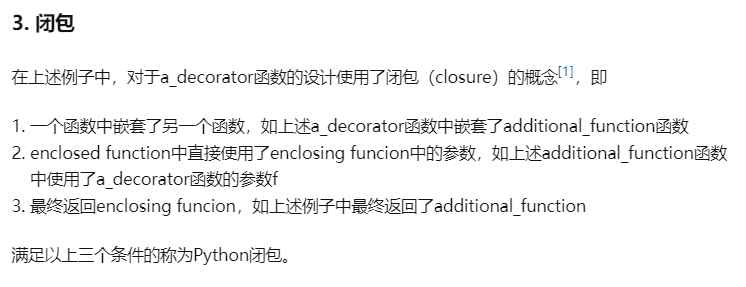 3. 闭包
在上述例子中，对于a_decorator函数的设计使用了闭包（closure）的概念[1]，即
1. 一个函数中嵌套了另一个函数，如上述a_decorator函数中嵌套了additional_function函数
2. enclosed function中直接使用了enclosing funcion中的参数，如上述additional_function函数
中使用了a_decorator函数的参数f
3. 最终返回enclosing funcion，如上述例子中最终返回了additional_function
满足以上三个条件的称为Python闭包。